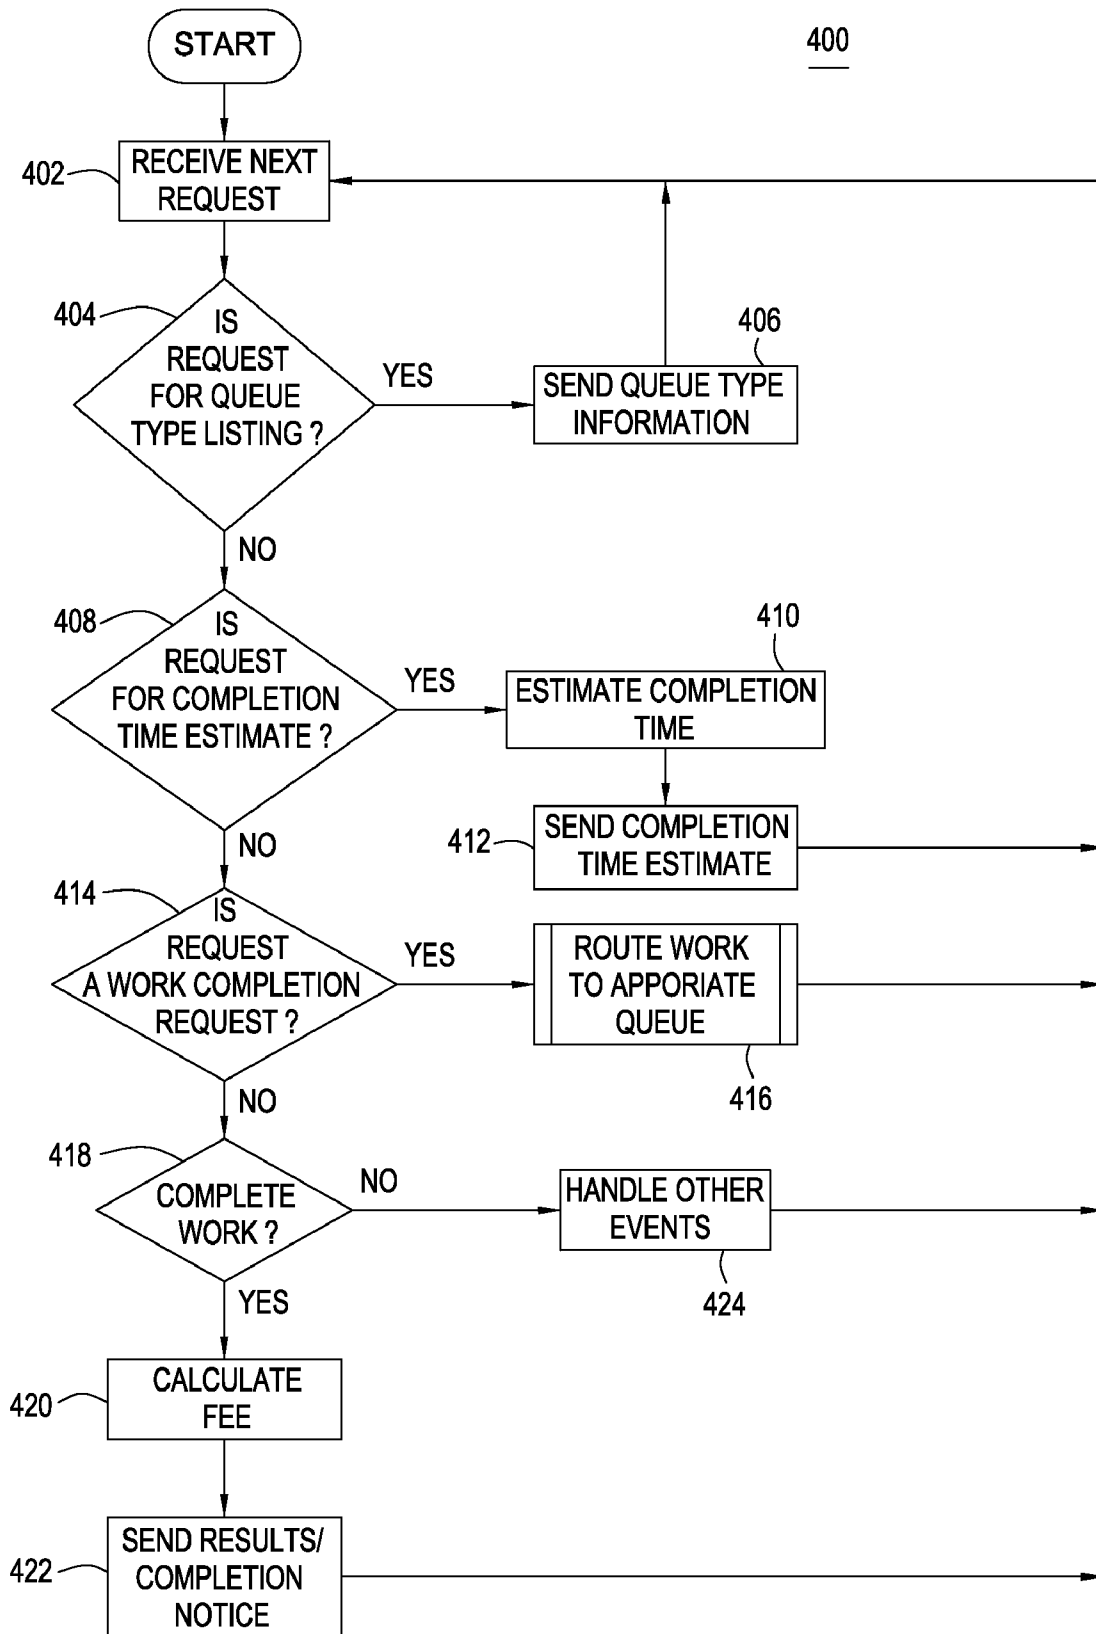 START
400
402
RECEIVE NEXT
REQUEST
404
IS
REQUEST
FOR QUEUE
TYPE LISTING ?
YES
406
SEND QUEUE TYPE
INFORMATION
NO
408
IS
REQUEST
FOR COMPLETION
TIME ESTIMATE ?
YES
410
ESTIMATE COMPLETION
TIME
412
SEND COMPLETION
TIME ESTIMATE
NO
414
IS
REQUEST
A WORK COMPLETION
REQUEST ?
YES
ROUTE WORK
TO APPORIATE
QUEUE
416
NO
418
COMPLETE
WORK ?
NO
HANDLE OTHER
EVENTS
424
YES
420
CALCULATE
FEE
422
SEND RESULTS/
COMPLETION
NOTICE